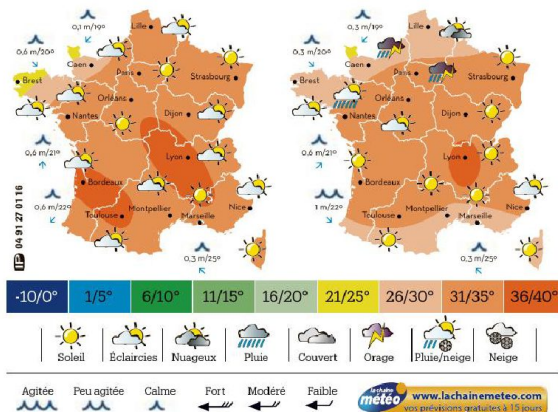 0,1 m/19°
Lille
0,6 m/20°
Caen
Brest
Paris
Strasbourg
Orléans
Nantes
Dijon
0,6 m/21°
Lyon
Bordeaux
0,6 m/22°
Toulouse
Montpellier
Marseille
Nice
0,3 m/25°
IP 04 91 27 01 16
0,3 m/19°
Lille
0,3 m/20°
Caen
Brest
Paris
Strasbourg
Orléans
Nantes
Dijon
0,6 m/21°
Lyon
Bordeaux
1 m/22°
Toulouse
Montpellier
Marseille
Nice
0,3 m/25°
-10/0° 1/5° 6/10° 11/15° 16/20° 21/25° 26/30° 31/35° 36/40°
Soleil Éclaircies Nuageux Pluie Couvert Orage Pluie/neige Neige
Agitée Peu agitée Calme Fort Modéré Faible
la chaîne
météo
www.lachainemeteo.com
vos prévisions gratuites à 15 jours